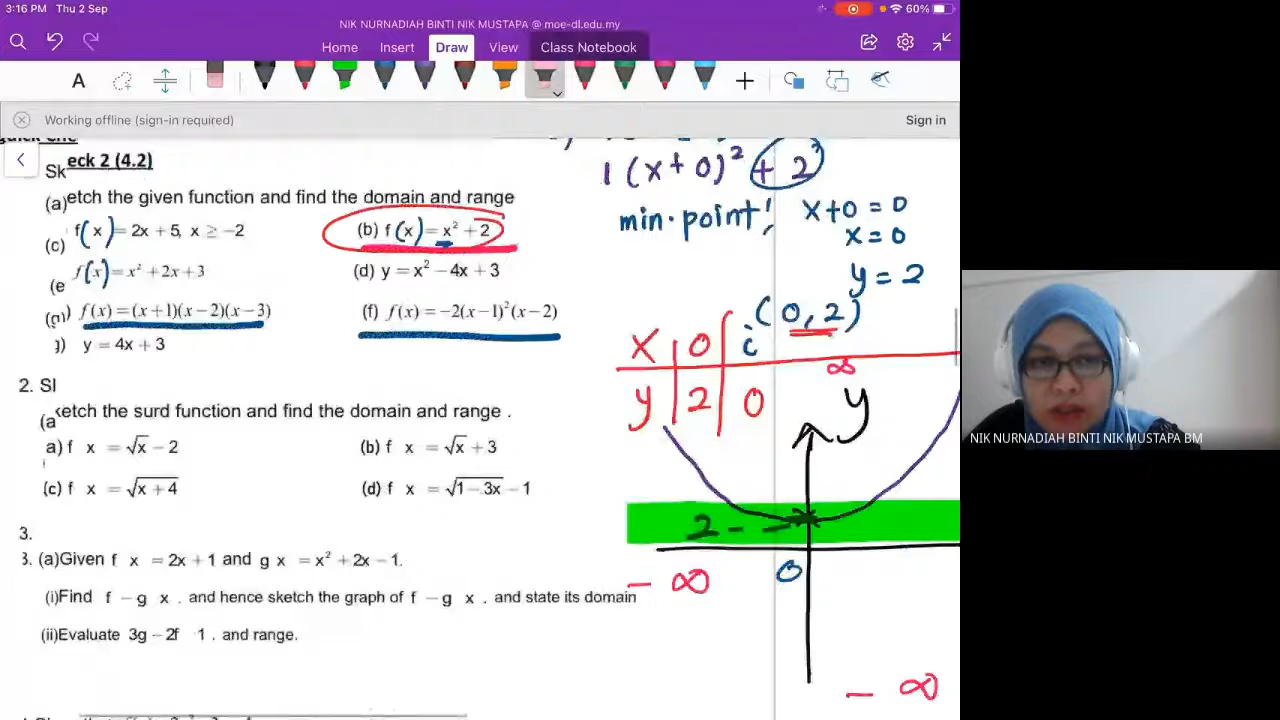 3:16 PM Thu 2 Sep
60%
NIK NURNADIAH BINTI NIK MUSTAPA @ moe-dl.edu.my
Home Insert Draw View Class Notebook
A
Working offline (sign-in required) Sign in
eck 2 (4.2)
Sk
(a) etch the given function and find the domain and range
f(x) = 2x + 5, x ≥ −2 (b) f(x) = x² + 2
(c)
f(x) = x² + 2x + 3 (d) y = x² − 4x + 3
(e
f(x) = (x+1)(x−2)(x−3) (f) f(x) = −2(x−1)²(x−2)
y = 4x + 3
2. Sl
(a etch the surd function and find the domain and range .
a) f x = √x − 2 (b) f x = √x + 3
(c) f x = √x + 4 (d) f x = √1 − 3x − 1
3.
3. (a)Given f x = 2x + 1 and g x = x² + 2x − 1.
(i)Find f − g x . and hence sketch the graph of f − g x . and state its domain
(ii)Evaluate 3g − 2f 1 . and range.
1(x + 0)² + 2
min. point! x + 0 = 0
x = 0
y = 2
(0, 2)
x 0 i
∞
y 2 0
y
2
0
− ∞
− ∞
NIK NURNADIAH BINTI NIK MUSTAPA BM